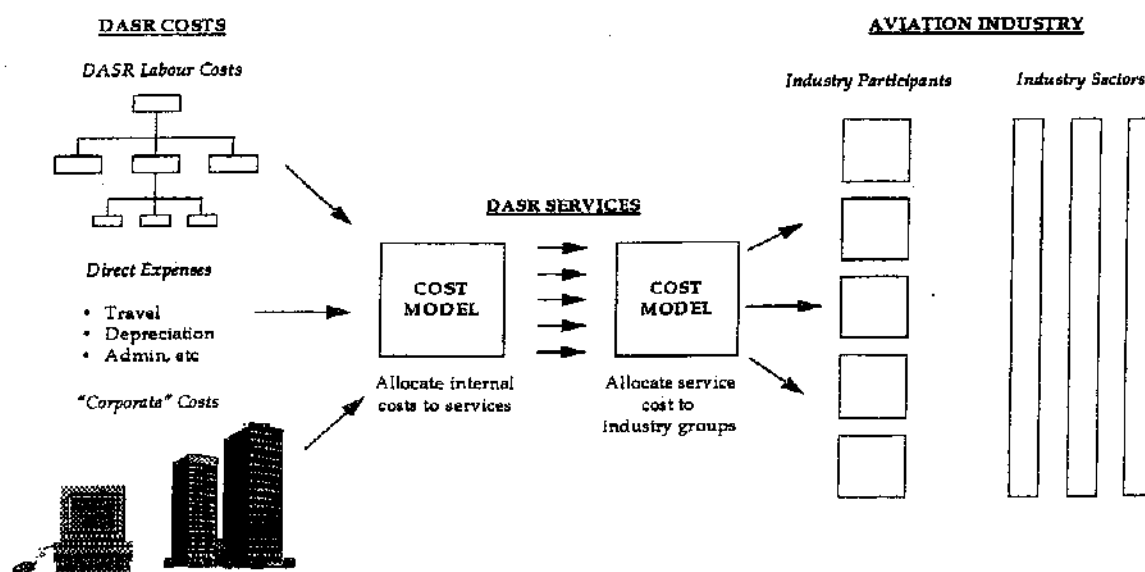 DASR COSTS
DASR Labour Costs
Direct Expenses
• Travel
• Depreciation
• Admin, etc
"Corporate" Costs
DASR SERVICES
COST
MODEL
Allocate internal
costs to services
COST
MODEL
Allocate service
cost to
industry groups
AVIATION INDUSTRY
Industry Participants
Industry Sectors